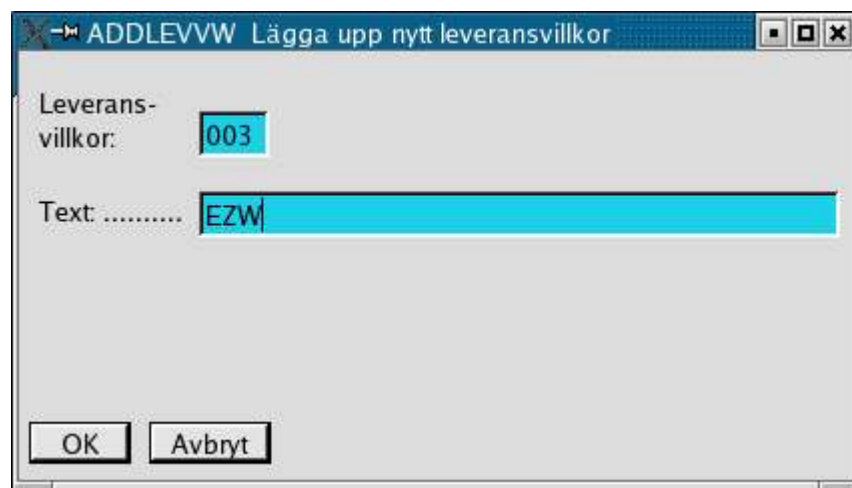 ADDLEVVW Lägga upp nytt leveransvillkor
Leverans-
villkor: 003
Text: .......... EZW
OK Avbryt